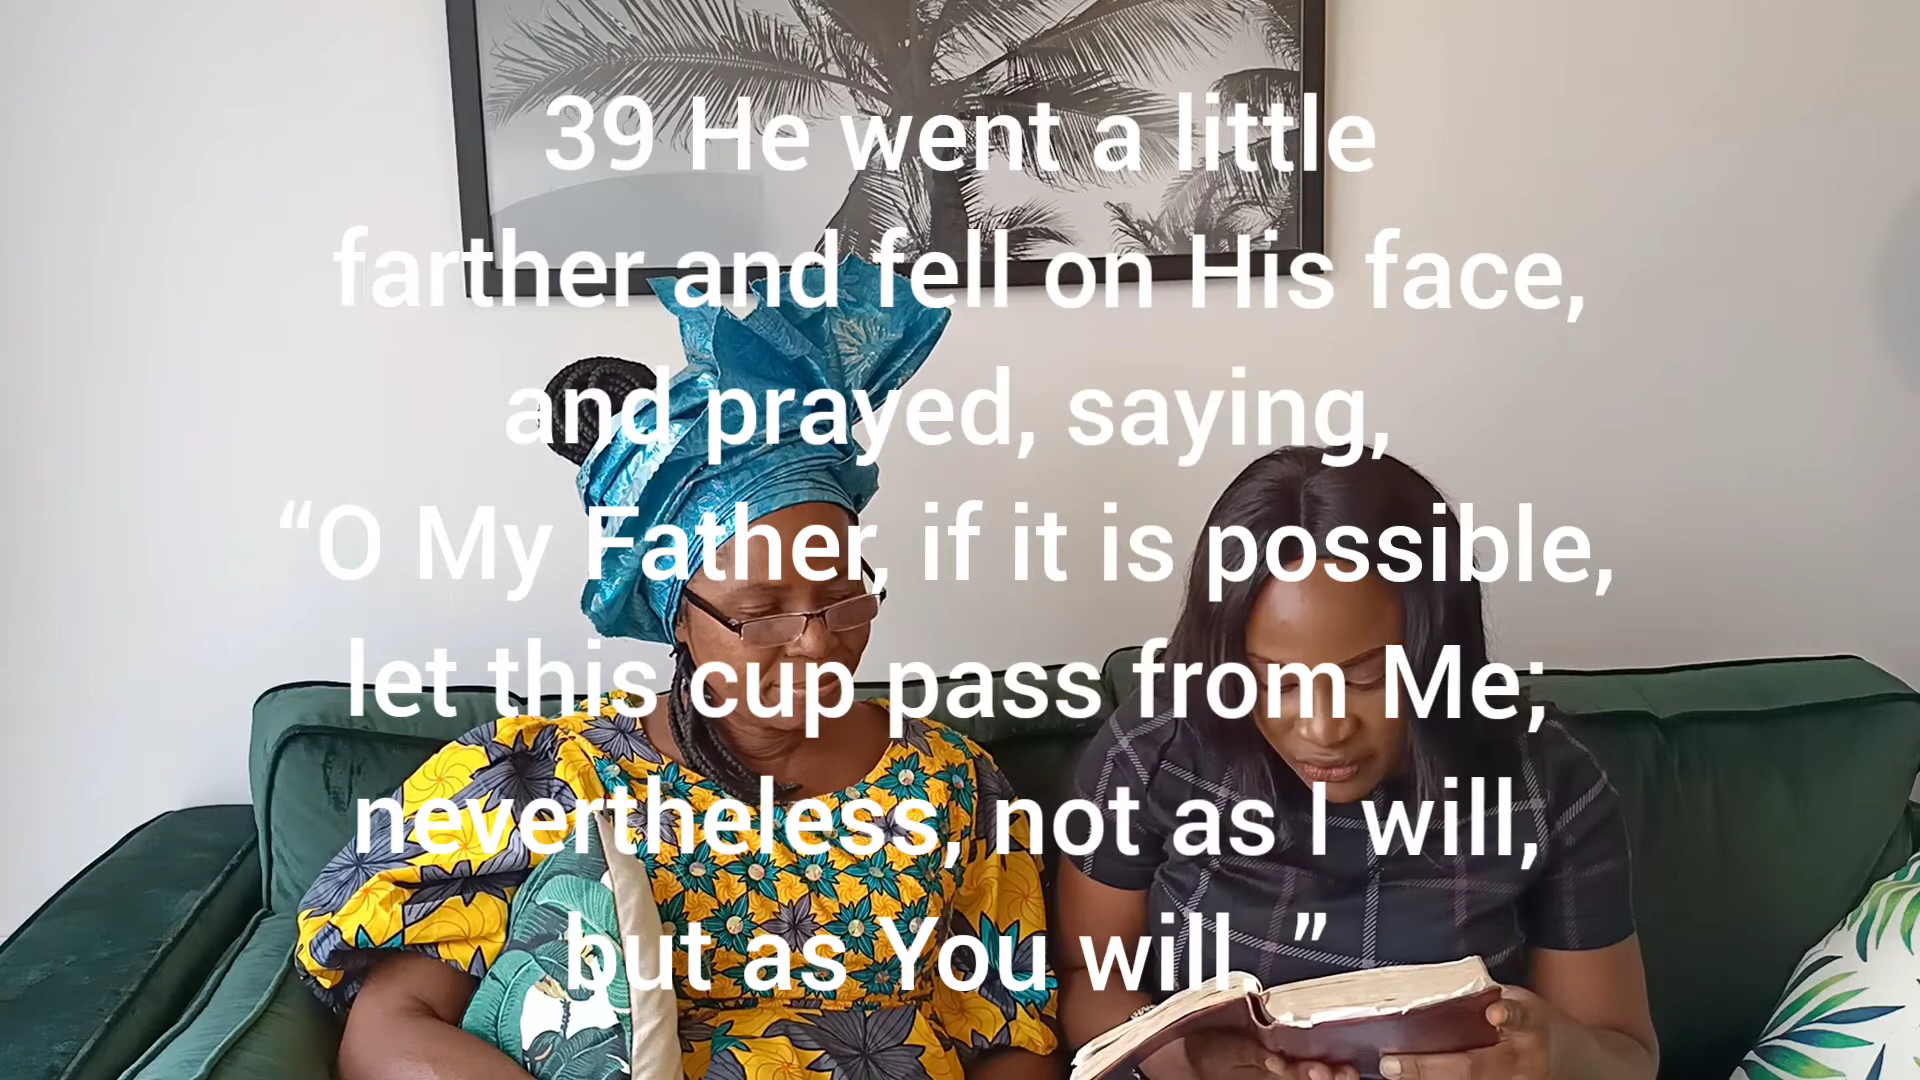 39 He went a little
farther and fell on His face,
and prayed, saying,
“O My Father, if it is possible,
let this cup pass from Me;
nevertheless, not as I will,
but as You will. ”